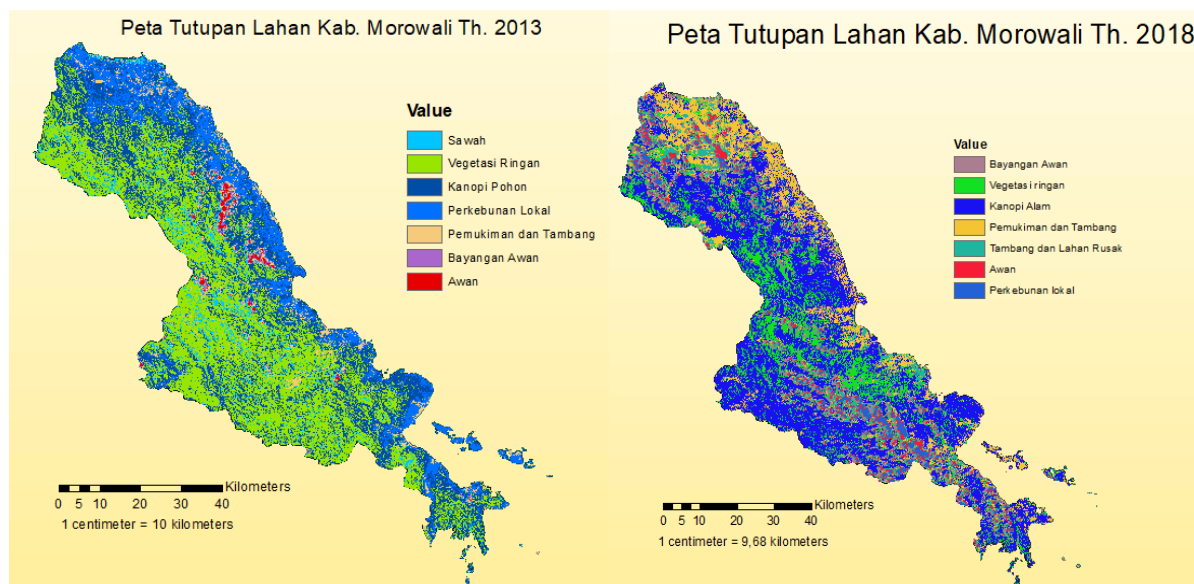 Peta Tutupan Lahan Kab. Morowali Th. 2013
Value
Sawah
Vegetasi Ringan
Kanopi Pohon
Perkebunan Lokal
Pemukiman dan Tambang
Bayangan Awan
Awan
Kilometers
0 5 10 20 30 40
1 centimeter = 10 kilometers
Peta Tutupan Lahan Kab. Morowali Th. 2018
Value
Bayangan Awan
Vegetasi ringan
Kanopi Alam
Pemukiman dan Tambang
Tambang dan Lahan Rusak
Awan
Perkebunan lokal
Kilometers
0 5 10 20 30 40
1 centimeter = 9,68 kilometers